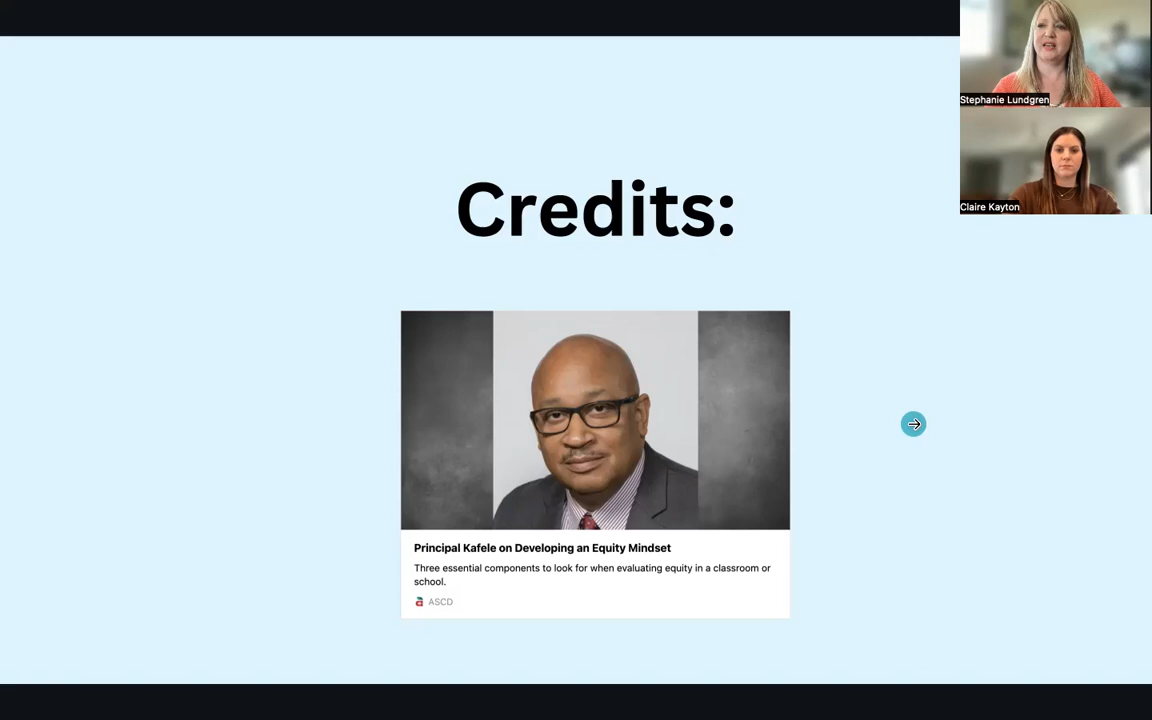 Credits:
Principal Kafele on Developing an Equity Mindset
Three essential components to look for when evaluating equity in a classroom or
school.
ASCD
Stephanie Lundgren
Claire Kayton